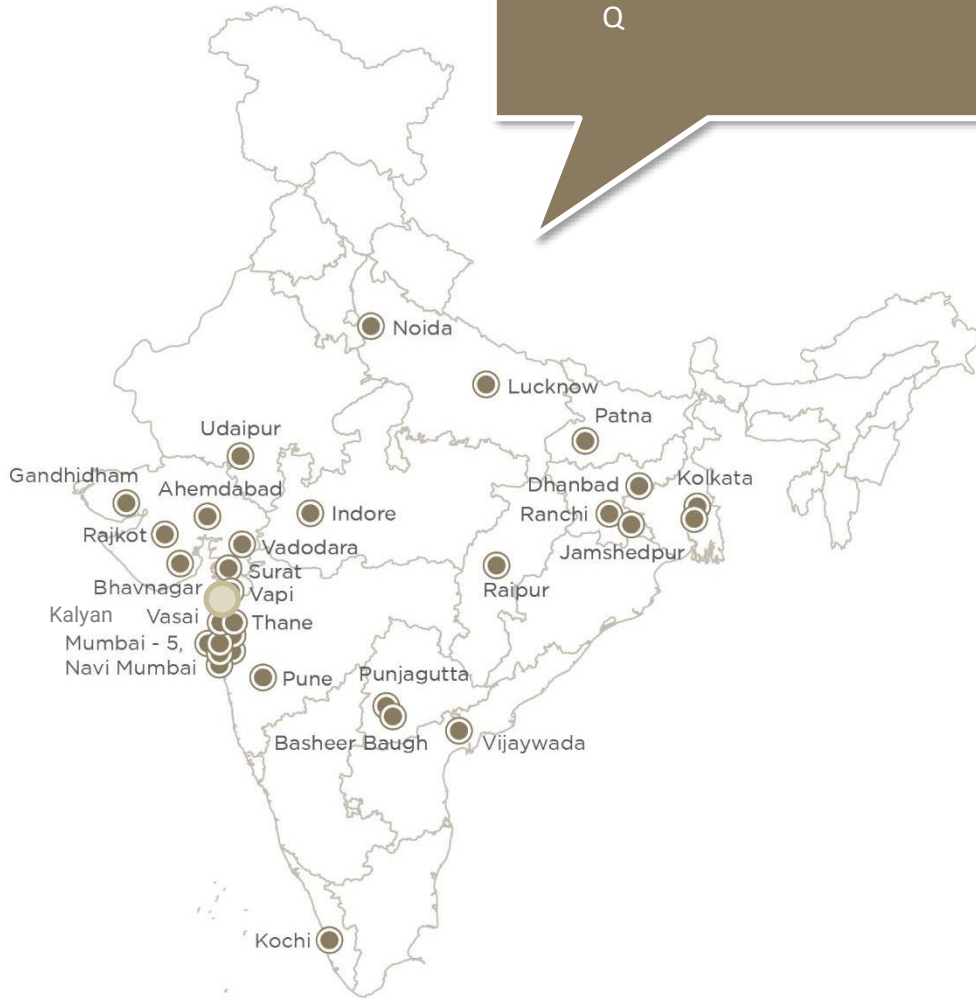 Q
Noida
Lucknow
Patna
Udaipur
Gandhidham
Ahemdabad
Dhanbad
Kolkata
Ranchi
Indore
Rajkot
Vadodara
Jamshedpur
Surat
Bhavnagar
Vapi
Raipur
Kalyan
Vasai
Thane
Mumbai - 5,
Navi Mumbai
Pune
Punjagutta
Basheer Baugh
Vijaywada
Kochi